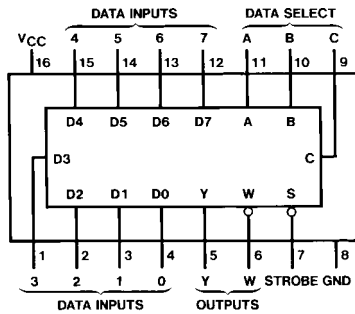 DATA INPUTS DATA SELECT
VCC 4 5 6 7 A B C
16 15 14 13 12 11 10 9
D4 D5 D6 D7 A B
D3 C
D2 D1 D0 Y W S
1 2 3 4 5 6 7 8
3 2 1 0 Y W STROBE GND
DATA INPUTS OUTPUTS